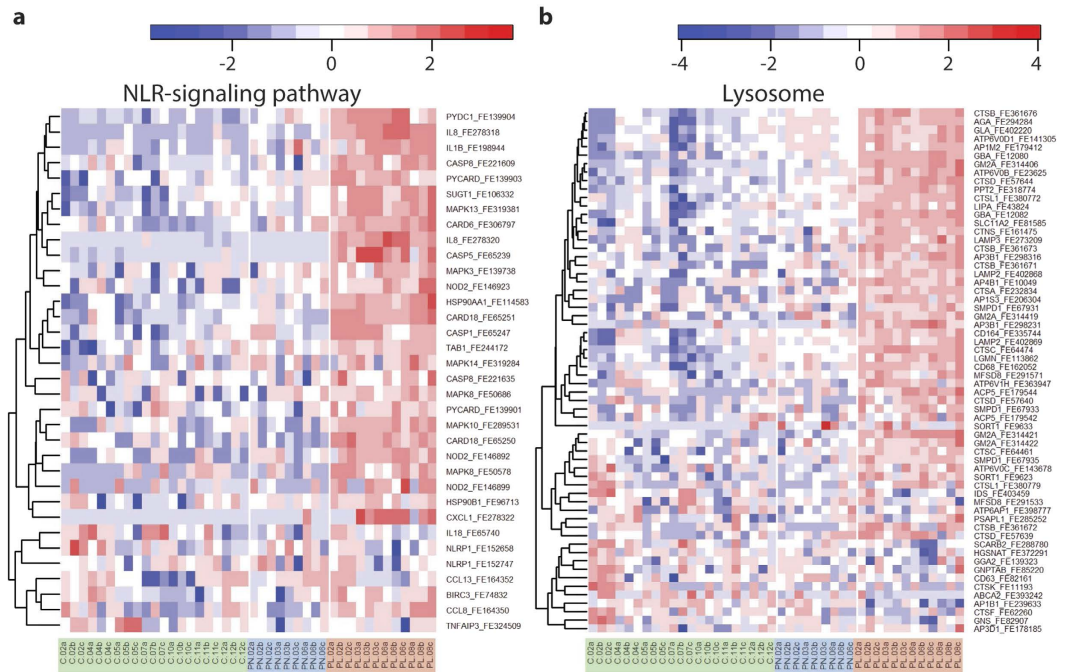 a
-2 0 2
NLR-signaling pathway
PYDC1_FE139904
IL8_FE278318
IL1B_FE198944
CASP8_FE221609
PYCARD_FE139903
SUGT1_FE106332
MAPK13_FE319381
CARD6_FE306797
IL8_FE278320
CASP5_FE65239
MAPK3_FE139738
NOD2_FE146923
HSP90AA1_FE114583
CARD18_FE65251
CASP1_FE65247
TAB1_FE244172
MAPK14_FE319284
CASP8_FE221635
MAPK8_FE50686
PYCARD_FE139901
MAPK10_FE289531
CARD18_FE65250
NOD2_FE146892
MAPK8_FE50578
NOD2_FE146899
HSP90B1_FE96713
CXCL1_FE278322
IL18_FE65740
NLRP1_FE152658
NLRP1_FE152747
CCL13_FE164352
BIRC3_FE74832
CCL8_FE164350
TNFAIP3_FE324509
b
-4 -2 0 2 4
Lysosome
CTSB_FE361676
AGA_FE294284
GLA_FE402220
ATP6V0D1_FE141305
AP1M2_FE179412
GBA_FE12080
GM2A_FE314406
ATP6V0B_FE23625
CTSD_FE57644
PPT2_FE318774
CTSL1_FE380772
LIPA_FE43824
GBA_FE12082
SLC11A2_FE81585
CTNS_FE161475
LAMP3_FE273209
CTSB_FE361673
AP3B1_FE298316
CTSB_FE361671
LAMP2_FE402868
AP4B1_FE10049
CTSA_FE232834
AP1S3_FE206304
SMPD1_FE67931
GM2A_FE314419
AP3B1_FE298231
CD164_FE335744
LAMP2_FE402869
CTSC_FE64474
LGMN_FE113862
CD68_FE162052
MFSD8_FE291571
ATP6V1H_FE363947
ACP5_FE179544
CTSD_FE57640
SMPD1_FE67933
ACP5_FE179542
SORT1_FE9633
GM2A_FE314421
GM2A_FE314422
CTSC_FE64461
SMPD1_FE67935
ATP6V0C_FE143678
SORT1_FE9623
CTSL1_FE380779
IDS_FE403459
MFSD8_FE291533
ATP6AP1_FE398777
PSAPL1_FE285252
CTSB_FE361672
CTSD_FE57639
SCARB2_FE288780
HGSNAT_FE372291
GGA2_FE139323
GNPTAB_FE85220
CD63_FE82161
CTSK_FE11193
ABCA2_FE393242
AP1B1_FE239633
CTSF_FE62260
GNS_FE82907
AP3D1_FE178185